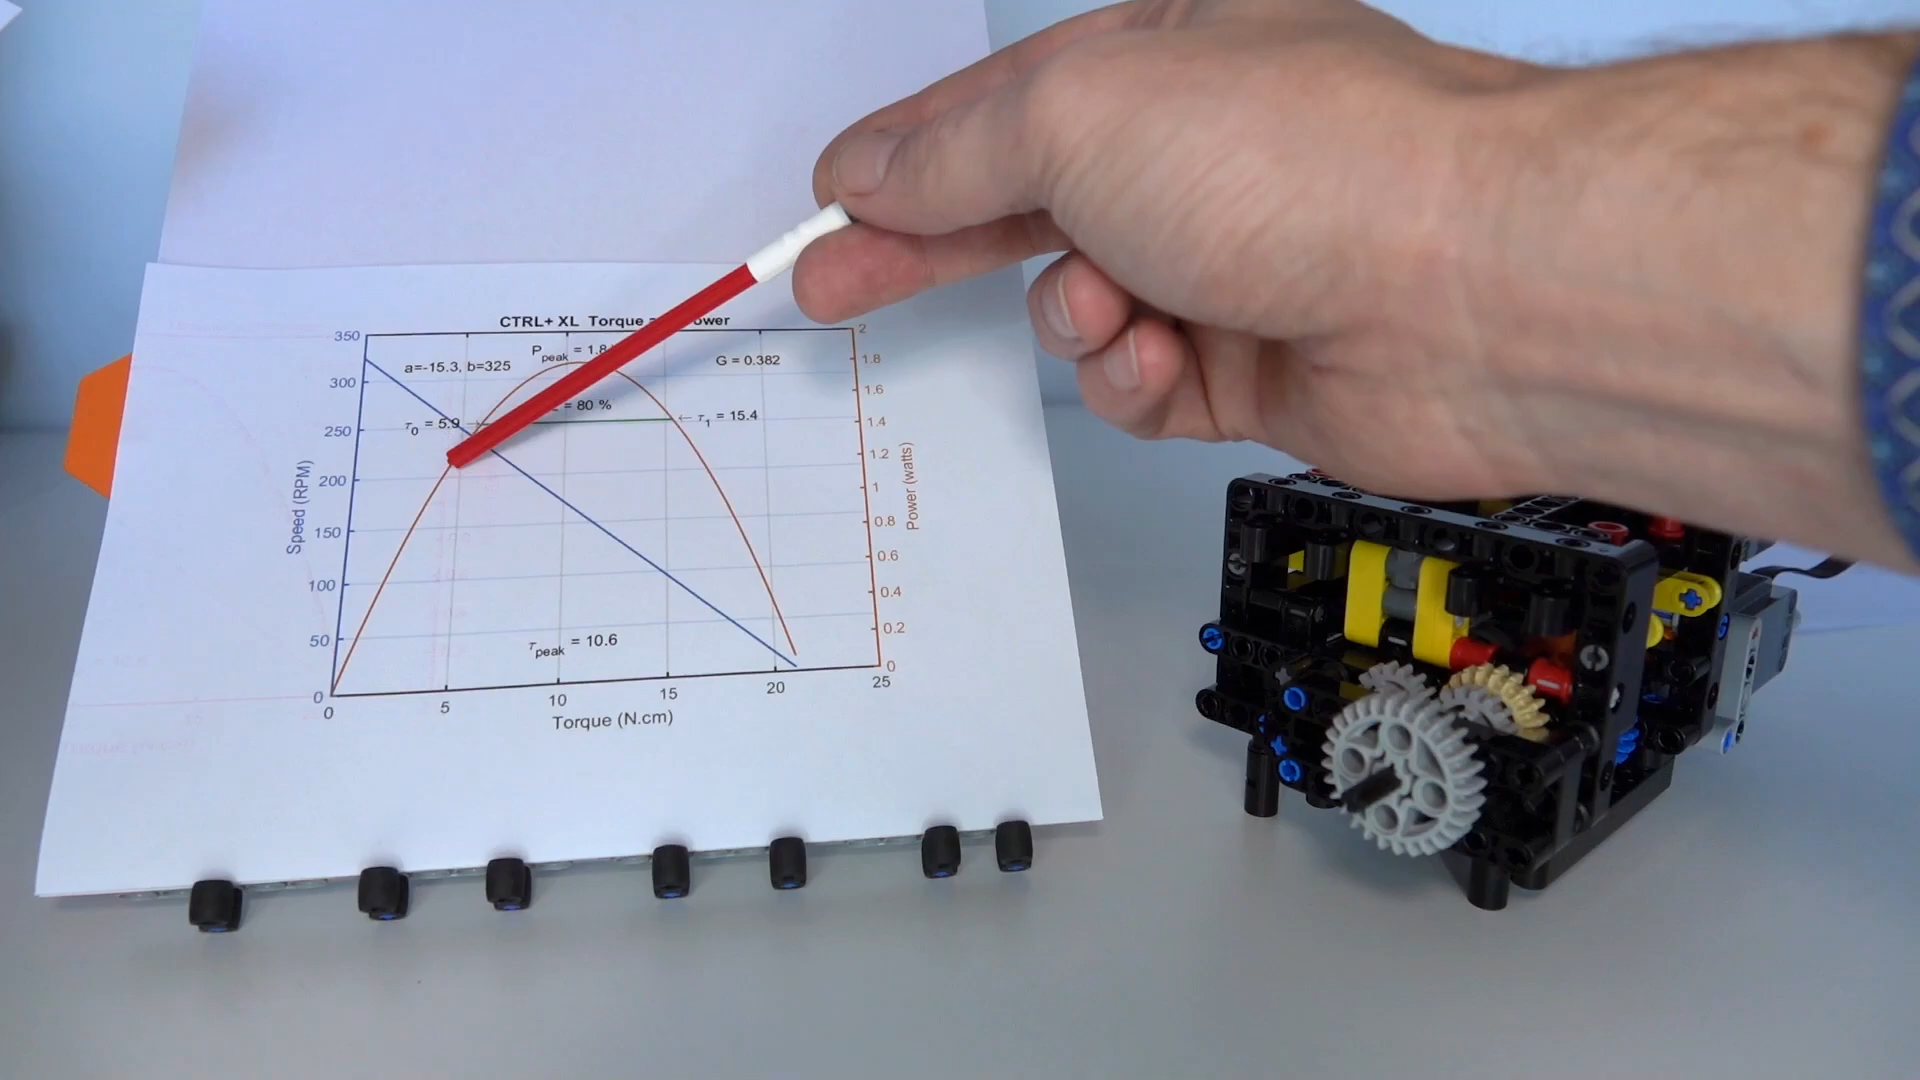 CTRL+ XL Torque
P peak = 1.8
a=-15.3, b=325
G = 0.382
= 80 %
τ0 = 5.9 →
← τ1 = 15.4
τpeak = 10.6
350
300
250
200
150
100
50
0
Speed (RPM)
2
1.8
1.6
1.4
1.2
1
0.8
0.6
0.4
0.2
0
Power (watts)
0 5 10 15 20 25
Torque (N.cm)